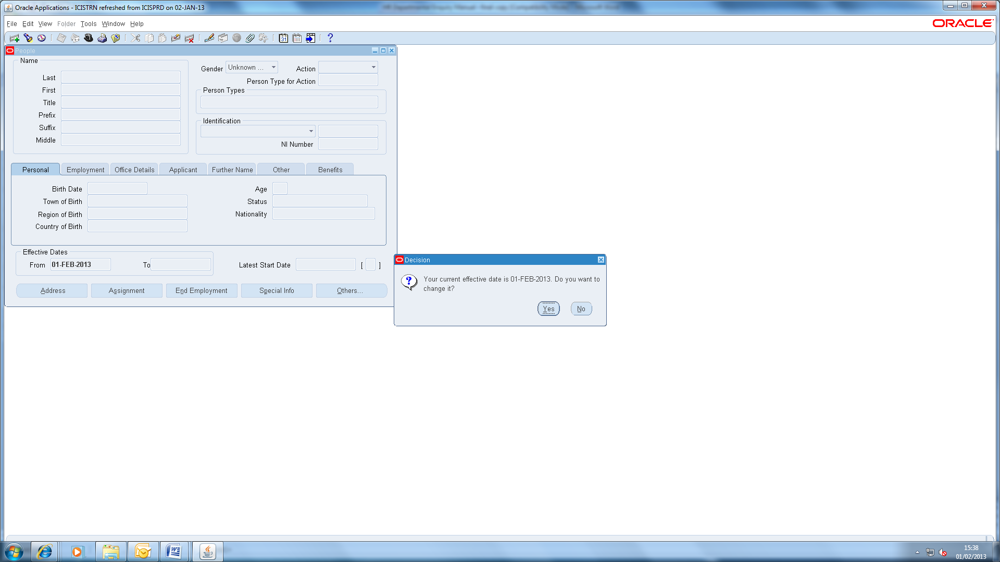 Oracle Applications - ICISTRN refreshed from ICISPRD on 02-JAN-13
File Edit View Folder Tools Window Help
ORACLE
31
?
People
Name
Last
First
Title
Prefix
Suffix
Middle
Gender Unknown ... Action
Person Type for Action
Person Types
Identification
NI Number
Personal Employment Office Details Applicant Further Name Other Benefits
Birth Date
Town of Birth
Region of Birth
Country of Birth
Age
Status
Nationality
Effective Dates
From 01-FEB-2013 To
Latest Start Date [ ]
Address Assignment End Employment Special Info Others...
Decision
? Your current effective date is 01-FEB-2013. Do you want to
change it?
Yes No
15:38
01/02/2013